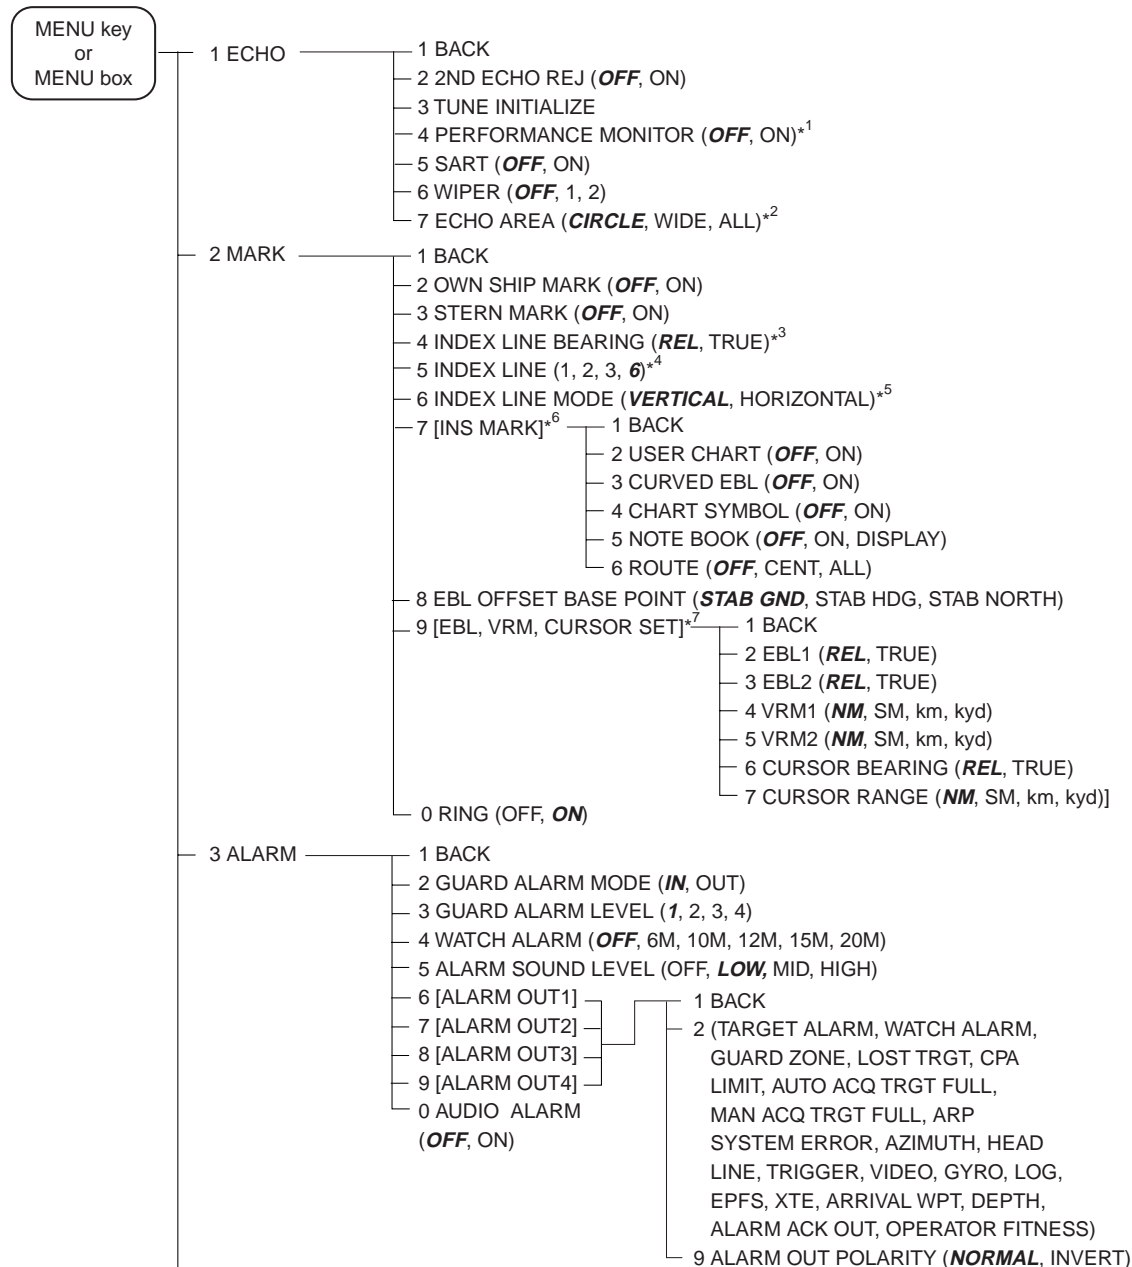 MENU key
or
MENU box
1 ECHO
1 BACK
2 2ND ECHO REJ (OFF, ON)
3 TUNE INITIALIZE
4 PERFORMANCE MONITOR (OFF, ON)*1
5 SART (OFF, ON)
6 WIPER (OFF, 1, 2)
7 ECHO AREA (CIRCLE, WIDE, ALL)*2
2 MARK
1 BACK
2 OWN SHIP MARK (OFF, ON)
3 STERN MARK (OFF, ON)
4 INDEX LINE BEARING (REL, TRUE)*3
5 INDEX LINE (1, 2, 3, 6)*4
6 INDEX LINE MODE (VERTICAL, HORIZONTAL)*5
7 [INS MARK]*6
1 BACK
2 USER CHART (OFF, ON)
3 CURVED EBL (OFF, ON)
4 CHART SYMBOL (OFF, ON)
5 NOTE BOOK (OFF, ON, DISPLAY)
6 ROUTE (OFF, CENT, ALL)
8 EBL OFFSET BASE POINT (STAB GND, STAB HDG, STAB NORTH)
9 [EBL, VRM, CURSOR SET]*7
1 BACK
2 EBL1 (REL, TRUE)
3 EBL2 (REL, TRUE)
4 VRM1 (NM, SM, km, kyd)
5 VRM2 (NM, SM, km, kyd)
6 CURSOR BEARING (REL, TRUE)
7 CURSOR RANGE (NM, SM, km, kyd)]
0 RING (OFF, ON)
3 ALARM
1 BACK
2 GUARD ALARM MODE (IN, OUT)
3 GUARD ALARM LEVEL (1, 2, 3, 4)
4 WATCH ALARM (OFF, 6M, 10M, 12M, 15M, 20M)
5 ALARM SOUND LEVEL (OFF, LOW, MID, HIGH)
6 [ALARM OUT1]
7 [ALARM OUT2]
8 [ALARM OUT3]
9 [ALARM OUT4]
1 BACK
2 (TARGET ALARM, WATCH ALARM,
GUARD ZONE, LOST TRGT, CPA
LIMIT, AUTO ACQ TRGT FULL,
MAN ACQ TRGT FULL, ARP
SYSTEM ERROR, AZIMUTH, HEAD
LINE, TRIGGER, VIDEO, GYRO, LOG,
EPFS, XTE, ARRIVAL WPT, DEPTH,
ALARM ACK OUT, OPERATOR FITNESS)
9 ALARM OUT POLARITY (NORMAL, INVERT)
0 AUDIO ALARM
(OFF, ON)